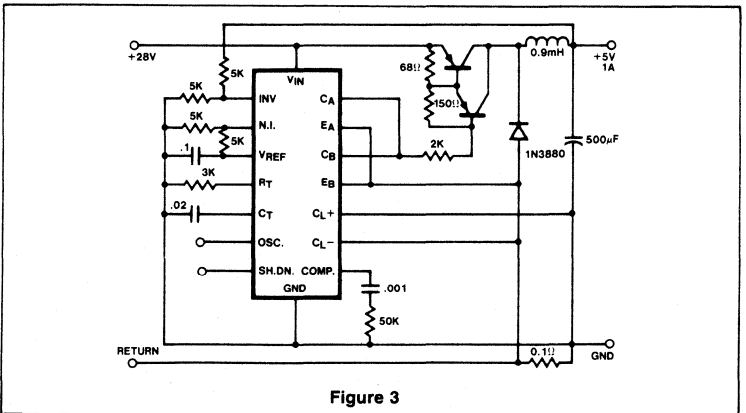 +28V
5K
5K
5K
5K
.1
3K
.02
RETURN
VIN
INV
N.I.
VREF
RT
CT
OSC.
SH.DN.
GND
CA
EA
CB
EB
CL+
CL−
COMP.
68Ω
150Ω
2K
.001
50K
0.9mH
+5V
1A
1N3880
500µF
0.1Ω
GND
Figure 3